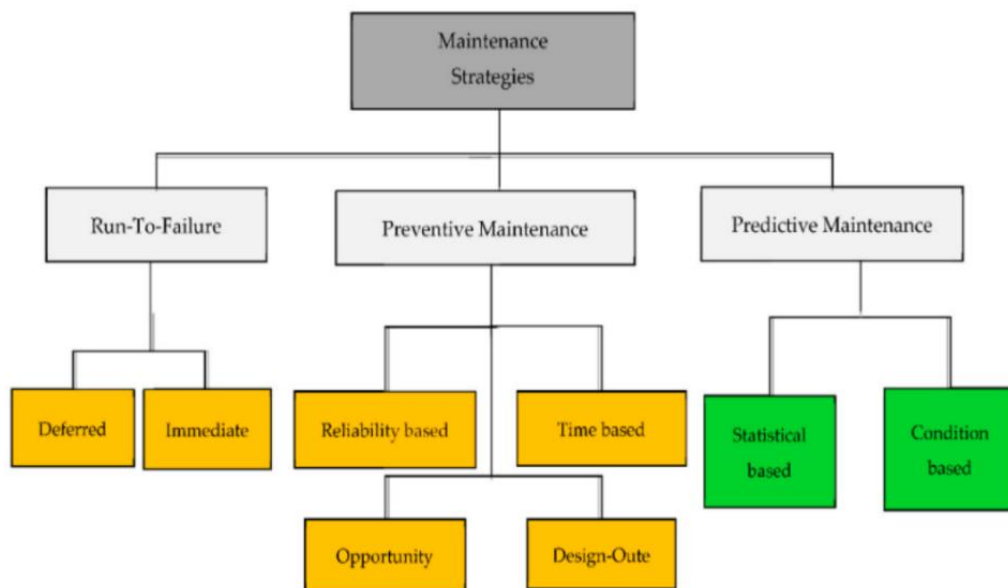 Maintenance
Strategies
Run-To-Failure
Preventive Maintenance
Predictive Maintenance
Deferred
Immediate
Reliability based
Time based
Statistical
based
Condition
based
Opportunity
Design-Oute